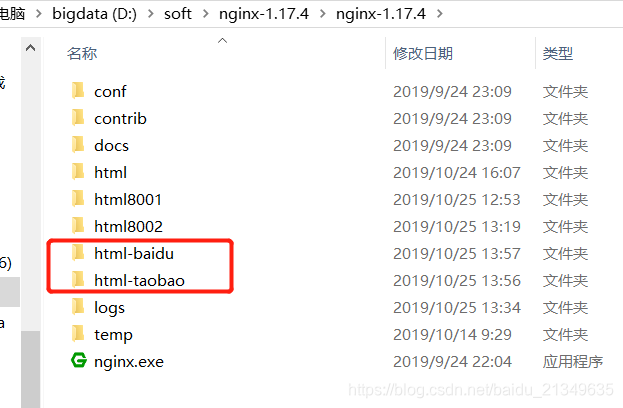 电脑 > bigdata (D:) > soft > nginx-1.17.4 > nginx-1.17.4 >
名称 修改日期 类型
conf 2019/9/24 23:09 文件夹
contrib 2019/9/24 23:09 文件夹
docs 2019/9/24 23:09 文件夹
html 2019/10/24 16:07 文件夹
html8001 2019/10/25 12:53 文件夹
html8002 2019/10/25 13:19 文件夹
html-baidu 2019/10/25 13:57 文件夹
6)
html-taobao 2019/10/25 13:56 文件夹
logs 2019/10/25 13:34 文件夹
a
temp 2019/10/14 9:29 文件夹
nginx.exe 2019/9/24 22:04 应用程序
https://blog.csdn.net/baidu_21349635